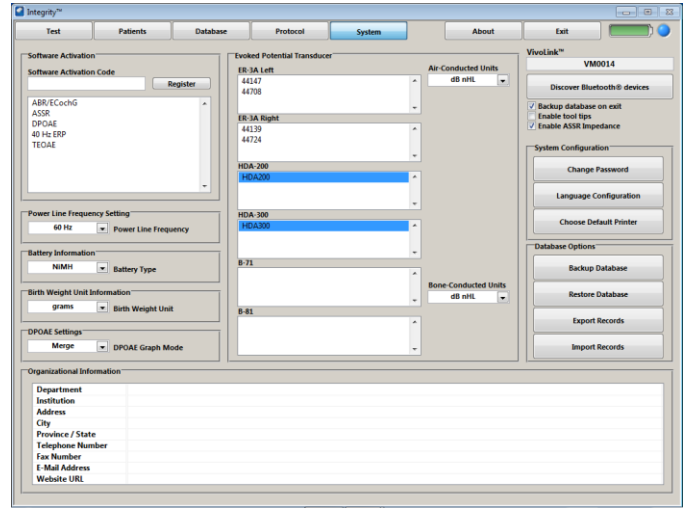 Integrity™
Test Patients Database Protocol System About Exit
Software Activation
Software Activation Code
Register
ABR/ECochG
ASSR
DPOAE
40 Hz ERP
TEOAE
Power Line Frequency Setting
60 Hz Power Line Frequency
Battery Information
NiMH Battery Type
Birth Weight Unit Information
grams Birth Weight Unit
DPOAE Settings
Merge DPOAE Graph Mode
Evoked Potential Transducer
ER-3A Left
44147
44708
ER-3A Right
44139
44724
HDA-200
HDA200
HDA-300
HDA300
B-71
B-81
Air-Conducted Units
dB nHL
Bone-Conducted Units
dB nHL
VivoLink™
VM0014
Discover Bluetooth® devices
Backup database on exit
Enable tool tips
Enable ASSR Impedance
System Configuration
Change Password
Language Configuration
Choose Default Printer
Database Options
Backup Database
Restore Database
Export Records
Import Records
Organizational Information
Department
Institution
Address
City
Province / State
Telephone Number
Fax Number
E-Mail Address
Website URL